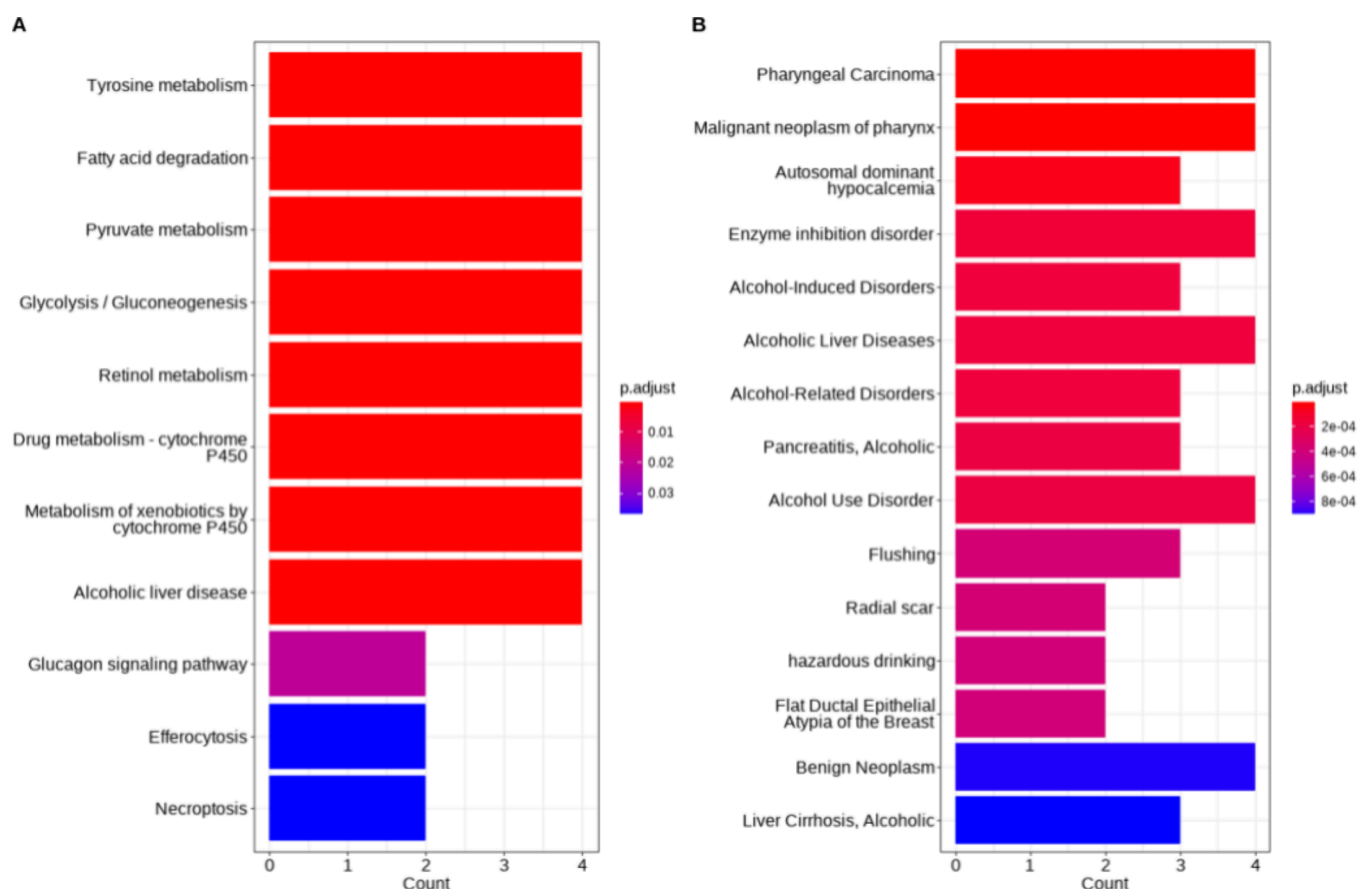 A
Tyrosine metabolism
Fatty acid degradation
Pyruvate metabolism
Glycolysis / Gluconeogenesis
Retinol metabolism
Drug metabolism - cytochrome
P450
Metabolism of xenobiotics by
cytochrome P450
Alcoholic liver disease
Glucagon signaling pathway
Efferocytosis
Necroptosis
0 1 2 3 4
Count
p.adjust
0.01
0.02
0.03
B
Pharyngeal Carcinoma
Malignant neoplasm of pharynx
Autosomal dominant
hypocalcemia
Enzyme inhibition disorder
Alcohol-Induced Disorders
Alcoholic Liver Diseases
Alcohol-Related Disorders
Pancreatitis, Alcoholic
Alcohol Use Disorder
Flushing
Radial scar
hazardous drinking
Flat Ductal Epithelial
Atypia of the Breast
Benign Neoplasm
Liver Cirrhosis, Alcoholic
0 1 2 3 4
Count
p.adjust
2e-04
4e-04
6e-04
8e-04